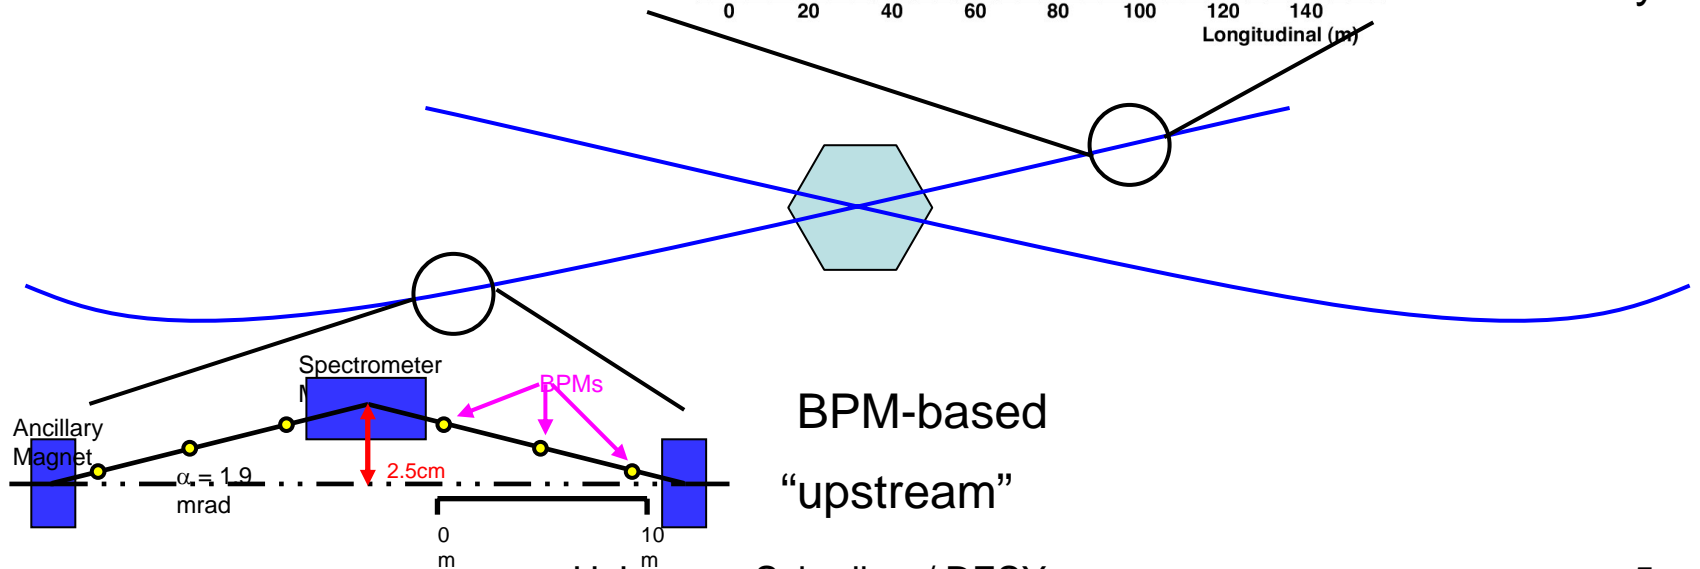 0 20 40 60 80 100 120 140
Longitudinal (m)
Spectrometer
BPMs
Ancillary
Magnet
α = 1.9
mrad
2.5cm
BPM-based
“upstream”
0
m
10
m
/ DESY